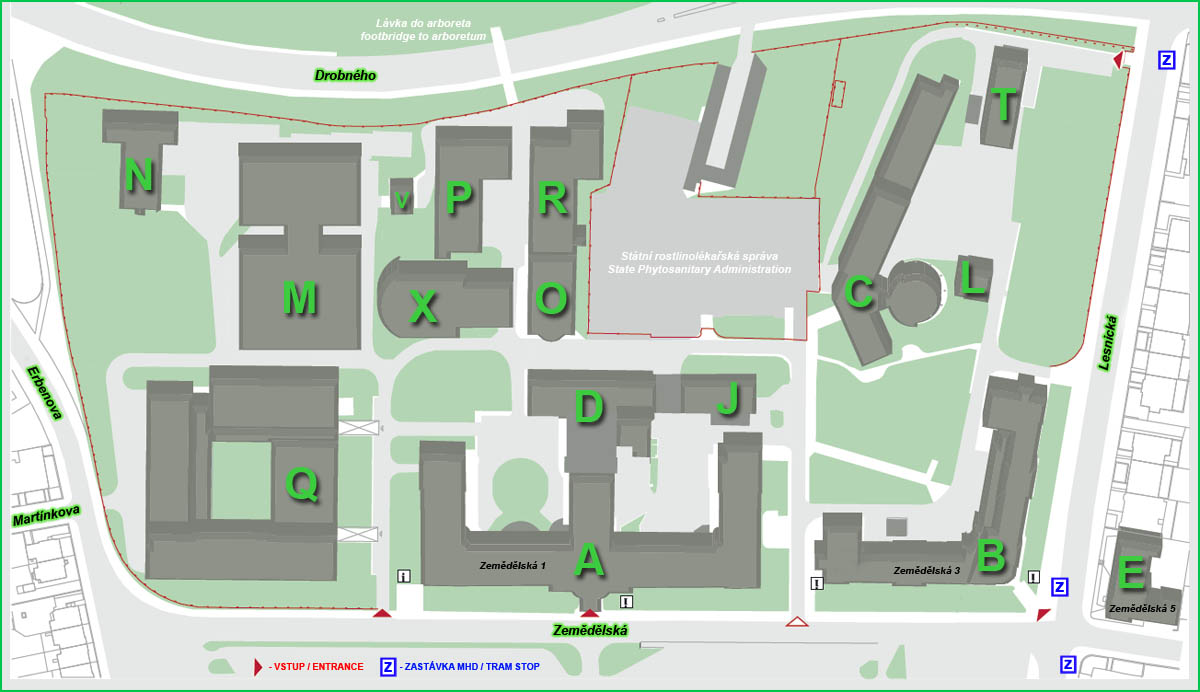 Lávka do arboreta
footbridge to arboretum
Drobného
Z
T
N
V
P
R
Státní rostlinolékařská správa
State Phytosanitary Administration
M
X
O
C
L
Lesnická
Erbenova
D
J
Q
Martínkova
A
Zemědělská 1
B
Zemědělská 3
E
Zemědělská 5
i
!
!
!
Z
Zemědělská
Z
- VSTUP / ENTRANCE
Z - ZASTÁVKA MHD / TRAM STOP